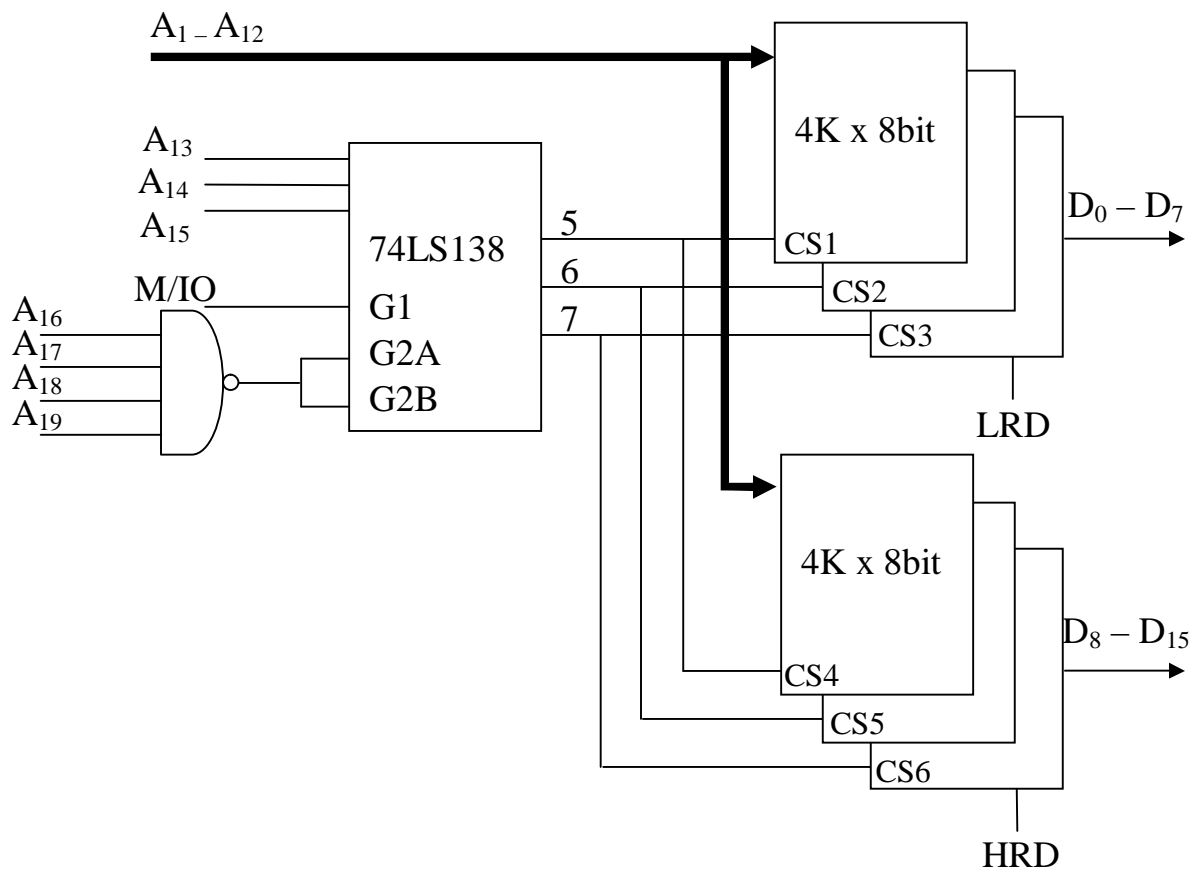 A₁ – A₁₂
4K x 8bit
A₁₃
A₁₄
A₁₅
D₀ – D₇
5
74LS138
CS1
6
M/IO
CS2
A₁₆
G1
7
CS3
A₁₇
G2A
A₁₈
G2B
A₁₉
LRD
4K x 8bit
D₈ – D₁₅
CS4
CS5
CS6
HRD